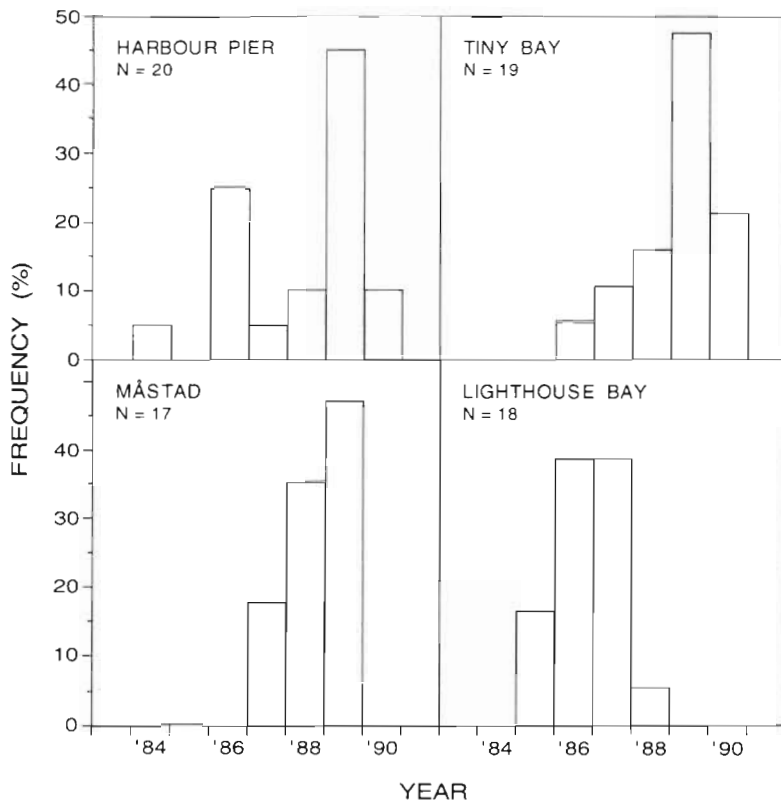 50
40
30
20
10
0
HARBOUR PIER
N = 20
TINY BAY
N = 19
FREQUENCY (%)
40
30
20
10
0
MÅSTAD
N = 17
LIGHTHOUSE BAY
N = 18
'84 '86 '88 '90 '84 '86 '88 '90
YEAR